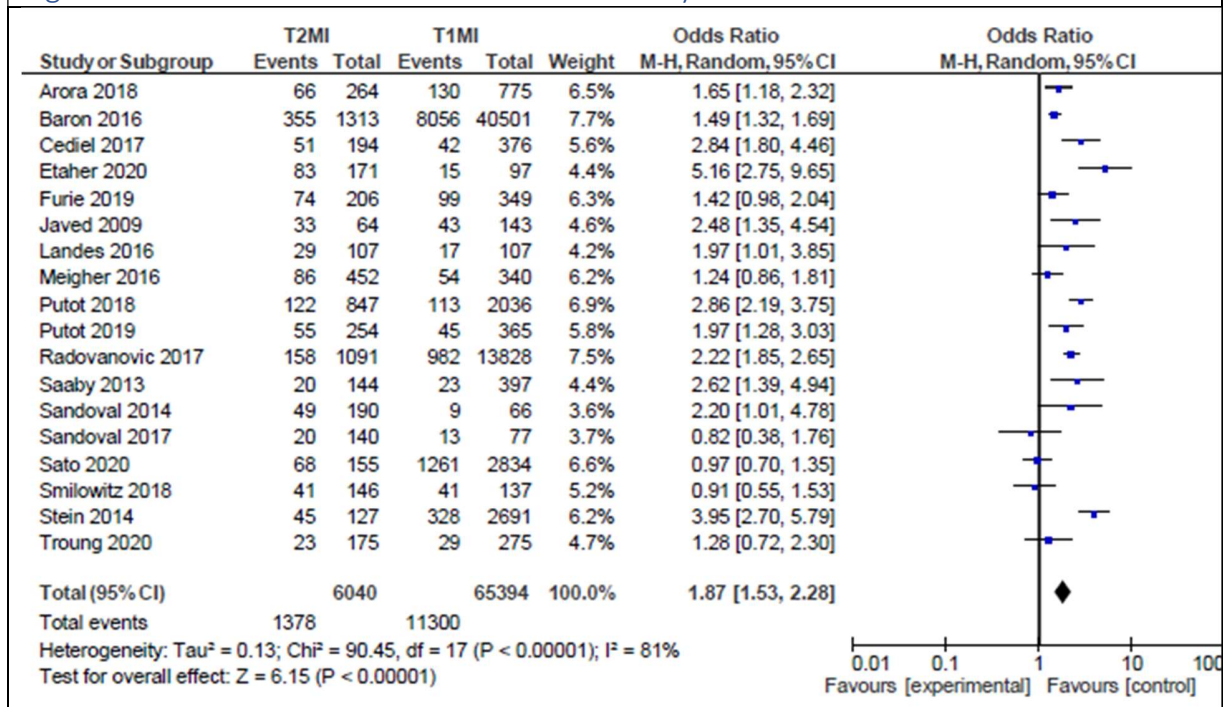 T2MI T1MI Odds Ratio Odds Ratio
Study or Subgroup Events Total Events Total Weight M-H, Random, 95% CI M-H, Random, 95% CI
Arora 2018 66 264 130 775 6.5% 1.65 [1.18, 2.32]
Baron 2016 355 1313 8056 40501 7.7% 1.49 [1.32, 1.69]
Cediel 2017 51 194 42 376 5.6% 2.84 [1.80, 4.46]
Etaher 2020 83 171 15 97 4.4% 5.16 [2.75, 9.65]
Furie 2019 74 206 99 349 6.3% 1.42 [0.98, 2.04]
Javed 2009 33 64 43 143 4.6% 2.48 [1.35, 4.54]
Landes 2016 29 107 17 107 4.2% 1.97 [1.01, 3.85]
Meigher 2016 86 452 54 340 6.2% 1.24 [0.86, 1.81]
Putot 2018 122 847 113 2036 6.9% 2.86 [2.19, 3.75]
Putot 2019 55 254 45 365 5.8% 1.97 [1.28, 3.03]
Radovanovic 2017 158 1091 982 13828 7.5% 2.22 [1.85, 2.65]
Saaby 2013 20 144 23 397 4.4% 2.62 [1.39, 4.94]
Sandoval 2014 49 190 9 66 3.6% 2.20 [1.01, 4.78]
Sandoval 2017 20 140 13 77 3.7% 0.82 [0.38, 1.76]
Sato 2020 68 155 1261 2834 6.6% 0.97 [0.70, 1.35]
Smilowitz 2018 41 146 41 137 5.2% 0.91 [0.55, 1.53]
Stein 2014 45 127 328 2691 6.2% 3.95 [2.70, 5.79]
Troung 2020 23 175 29 275 4.7% 1.28 [0.72, 2.30]
Total (95% CI) 6040 65394 100.0% 1.87 [1.53, 2.28]
Total events 1378 11300
Heterogeneity: Tau² = 0.13; Chi² = 90.45, df = 17 (P < 0.00001); I² = 81%
Test for overall effect: Z = 6.15 (P < 0.00001)
0.01 0.1 1 10 100
Favours [experimental] Favours [control]